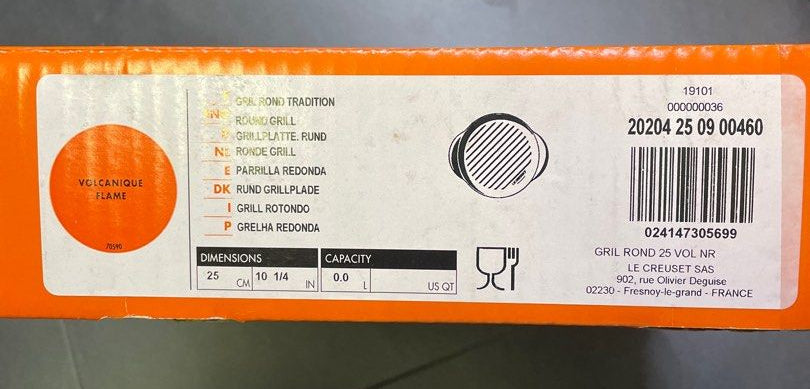 VOLCANIQUE
FLAME
70590
GRIL ROND TRADITION
ROUND GRILL
GRILLPLATTE. RUND
NL RONDE GRILL
E PARRILLA REDONDA
DK RUND GRILLPLADE
I GRILL ROTONDO
P GRELHA REDONDA
DIMENSIONS
25 CM 10 1/4 IN
CAPACITY
0.0 L US QT
19101
000000036
20204 25 09 00460
024147305699
GRIL ROND 25 VOL NR
LE CREUSET SAS
902, rue Olivier Deguise
02230 - Fresnoy-le-grand - FRANCE